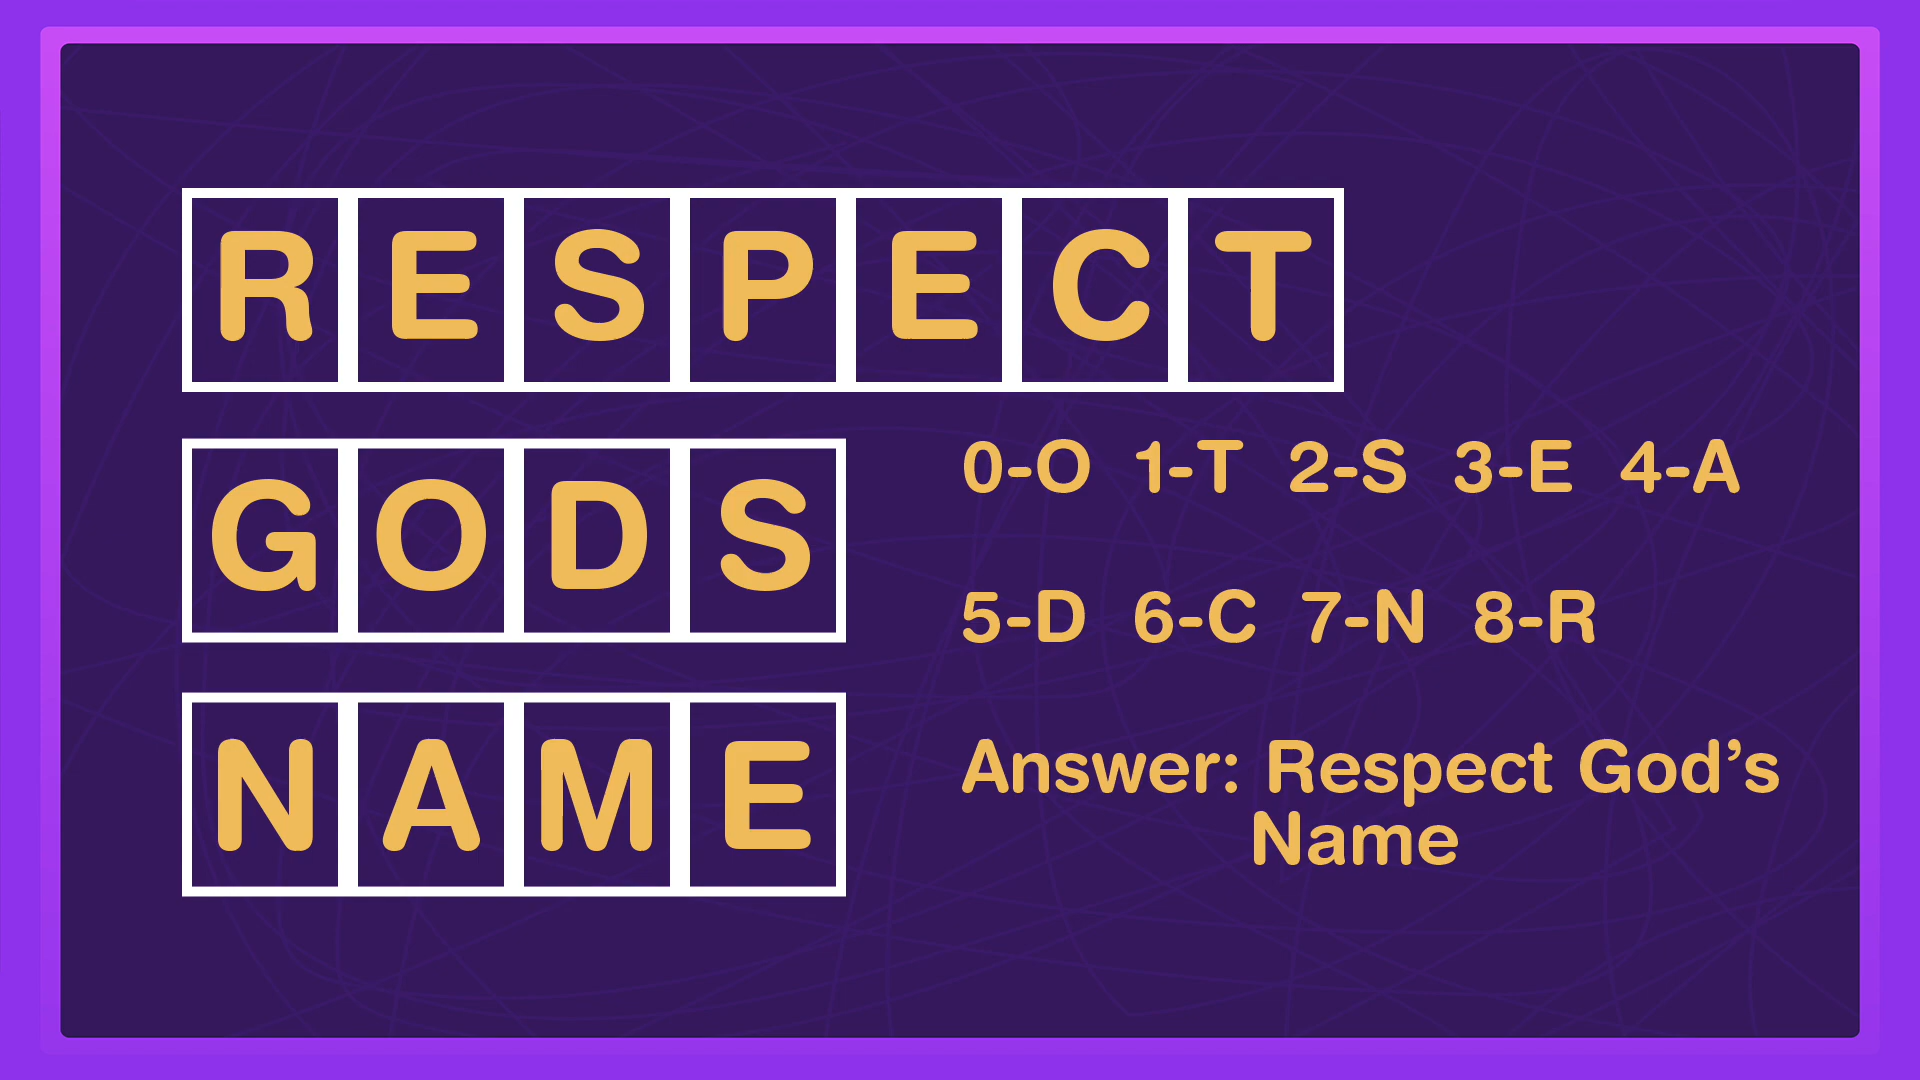 RESPECT
GODS
NAME
0-O 1-T 2-S 3-E 4-A
5-D 6-C 7-N 8-R
Answer: Respect God’s
Name